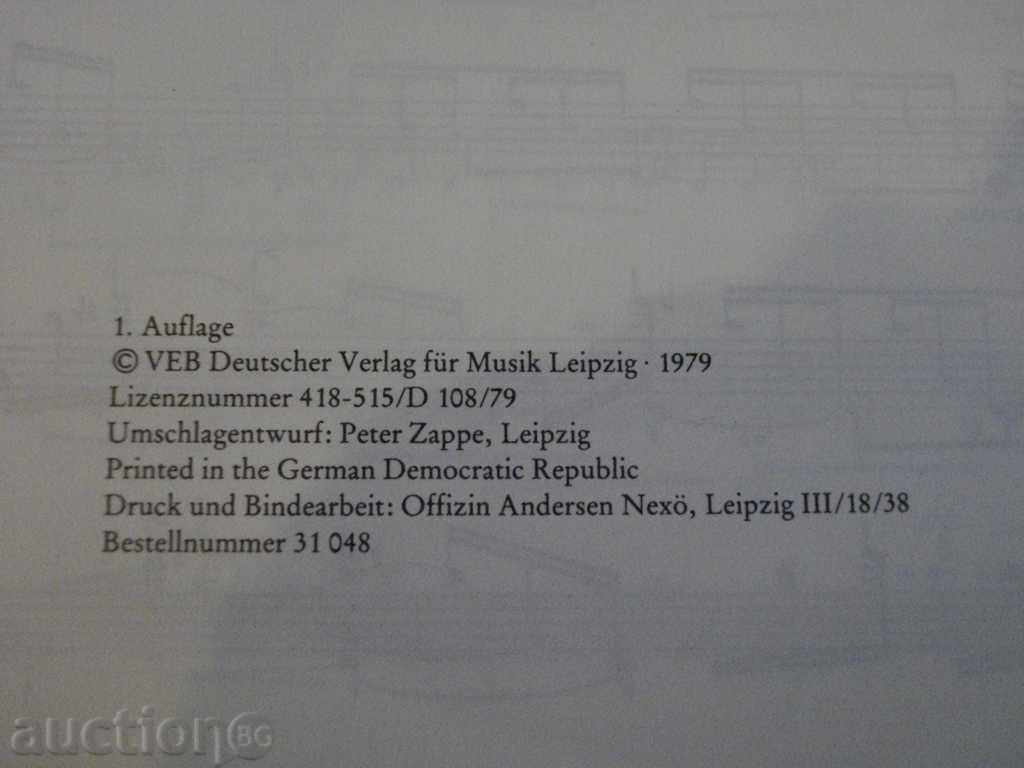 1. Auflage
© VEB Deutscher Verlag für Musik Leipzig · 1979
Lizenznummer 418-515/D 108/79
Umschlagentwurf: Peter Zappe, Leipzig
Printed in the German Democratic Republic
Druck und Bindearbeit: Offizin Andersen Nexö, Leipzig III/18/38
Bestellnummer 31 048
auction BG